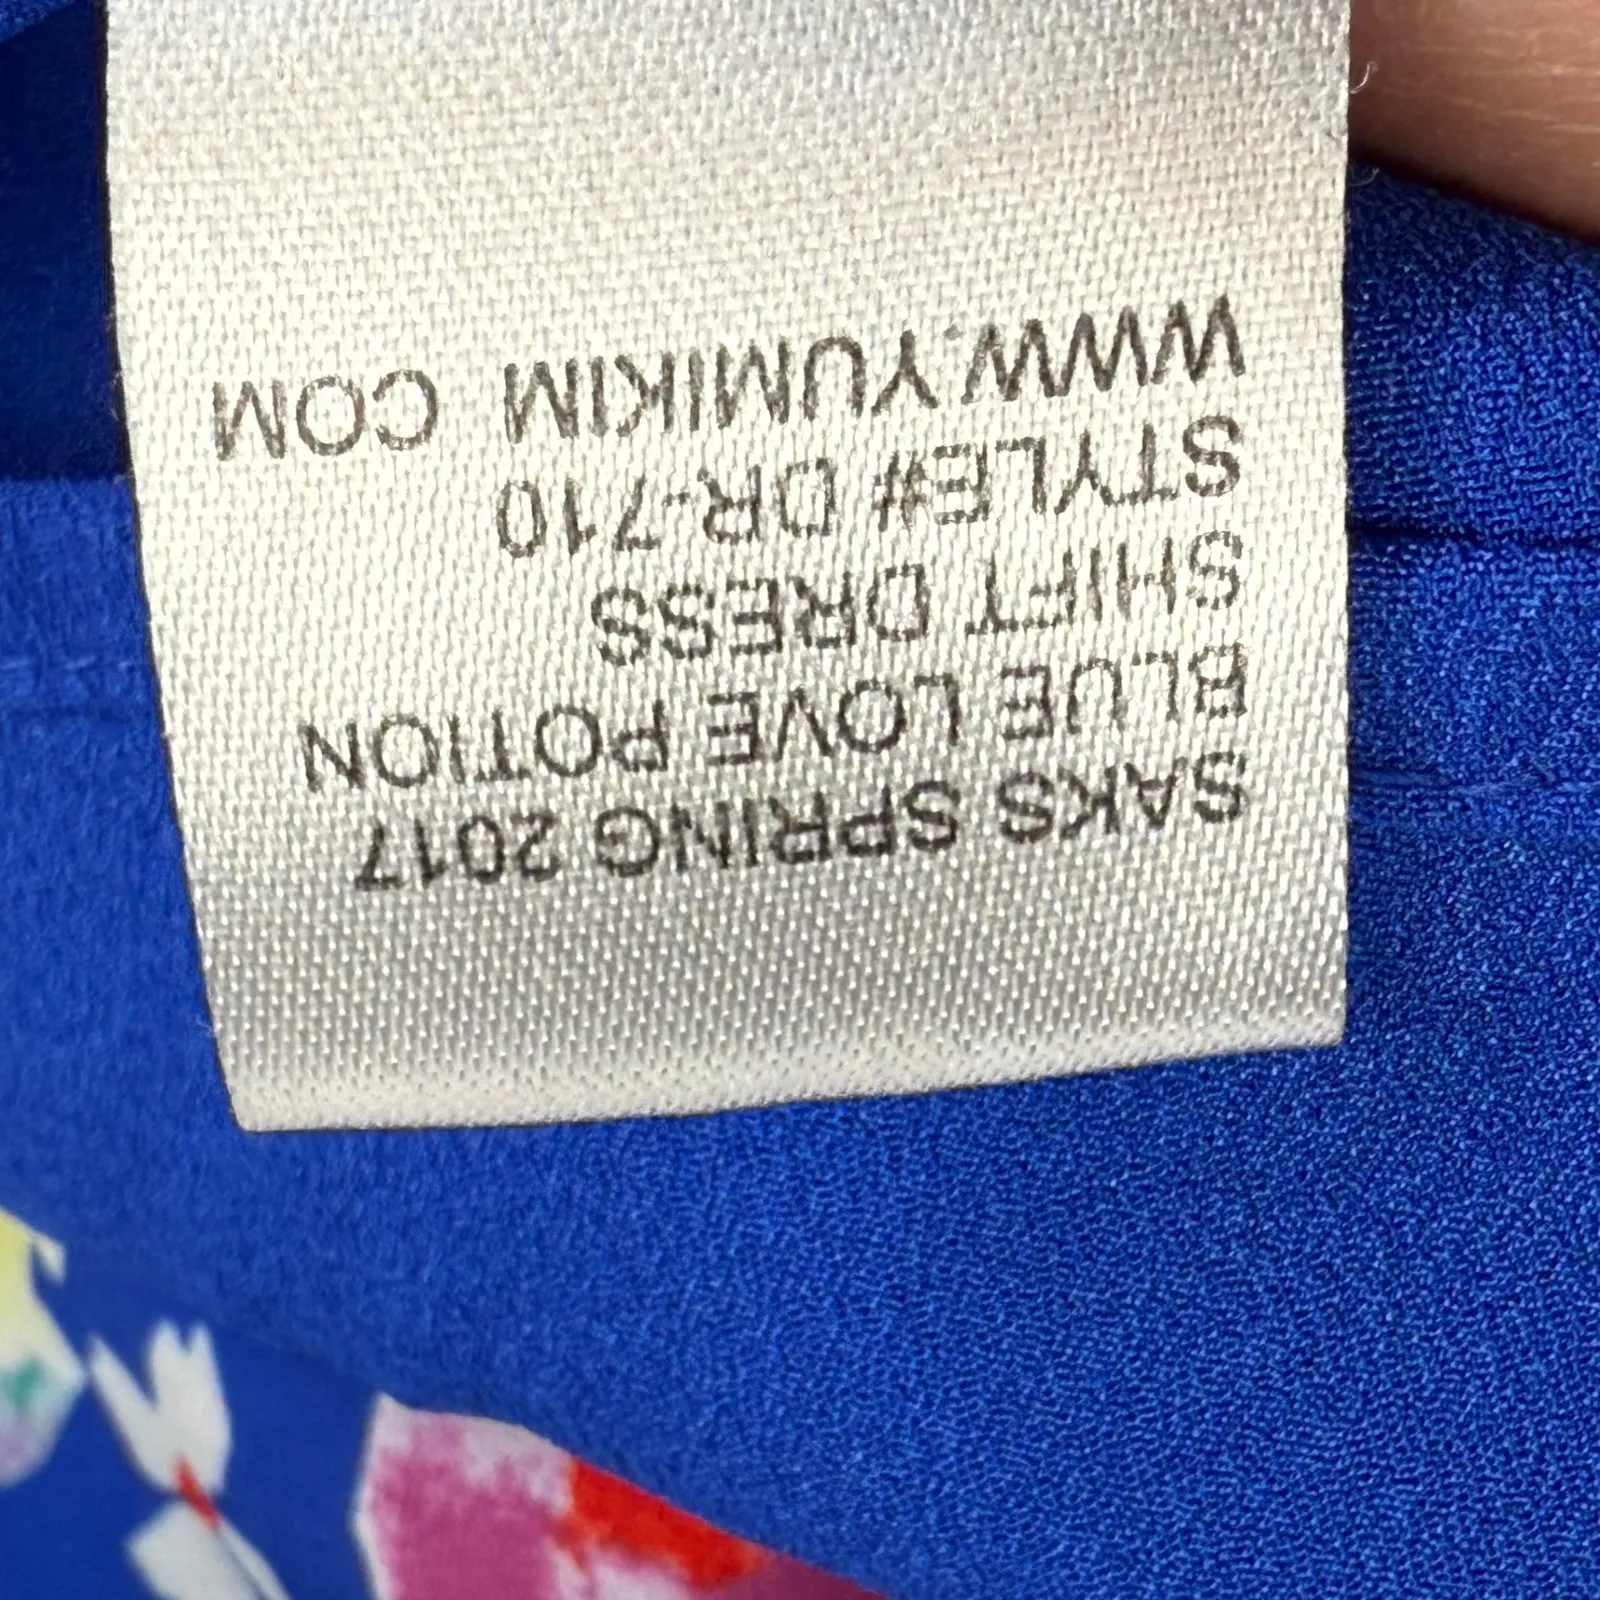 SAKS SPRING 2017
BLUE LOVE POTION
SHIFT DRESS
STYLE# DR-710
WWW.YUMIKIM COM